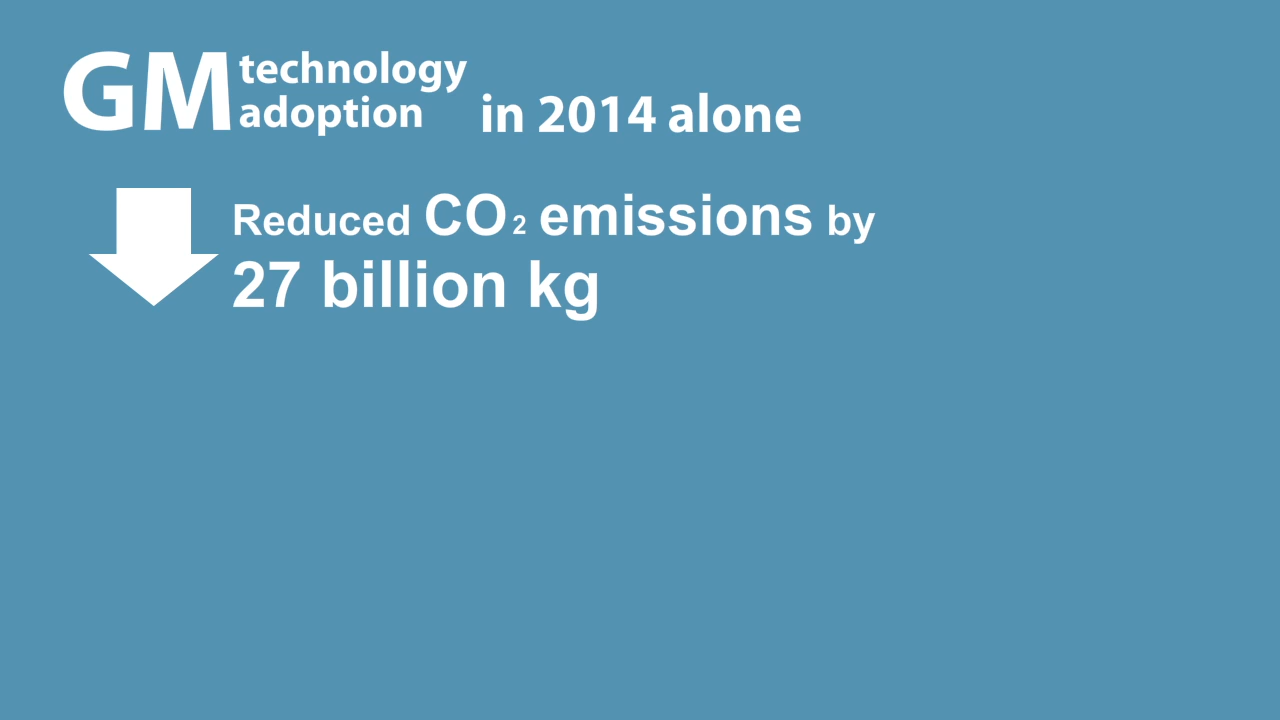 GM technology adoption in 2014 alone
Reduced CO₂ emissions by
27 billion kg